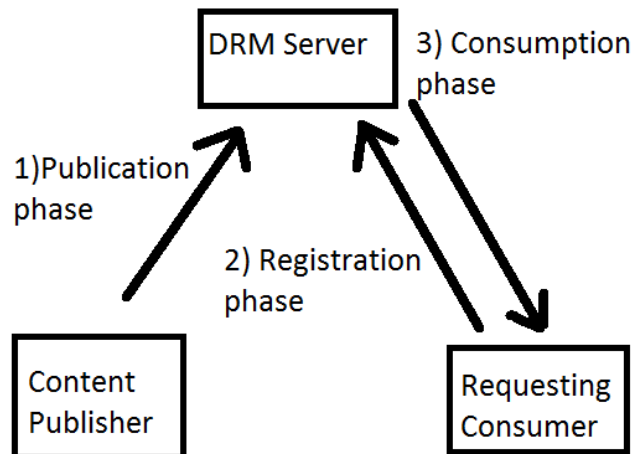 DRM Server
3) Consumption
phase
1)Publication
phase
2) Registration
phase
Content
Publisher
Requesting
Consumer